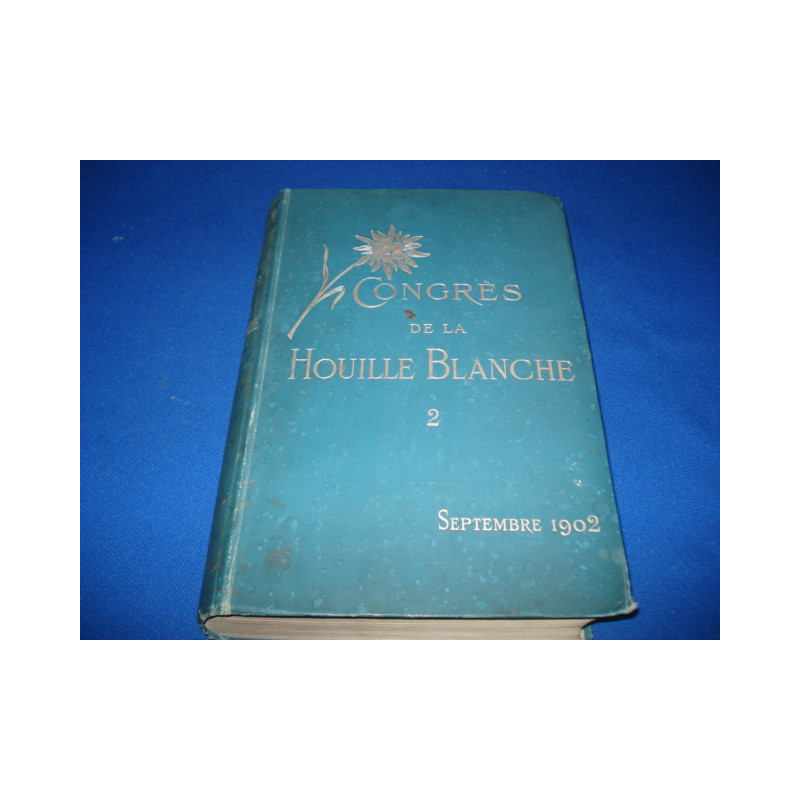 CONGRÈS
DE LA
HOUILLE BLANCHE
2
SEPTEMBRE 1902